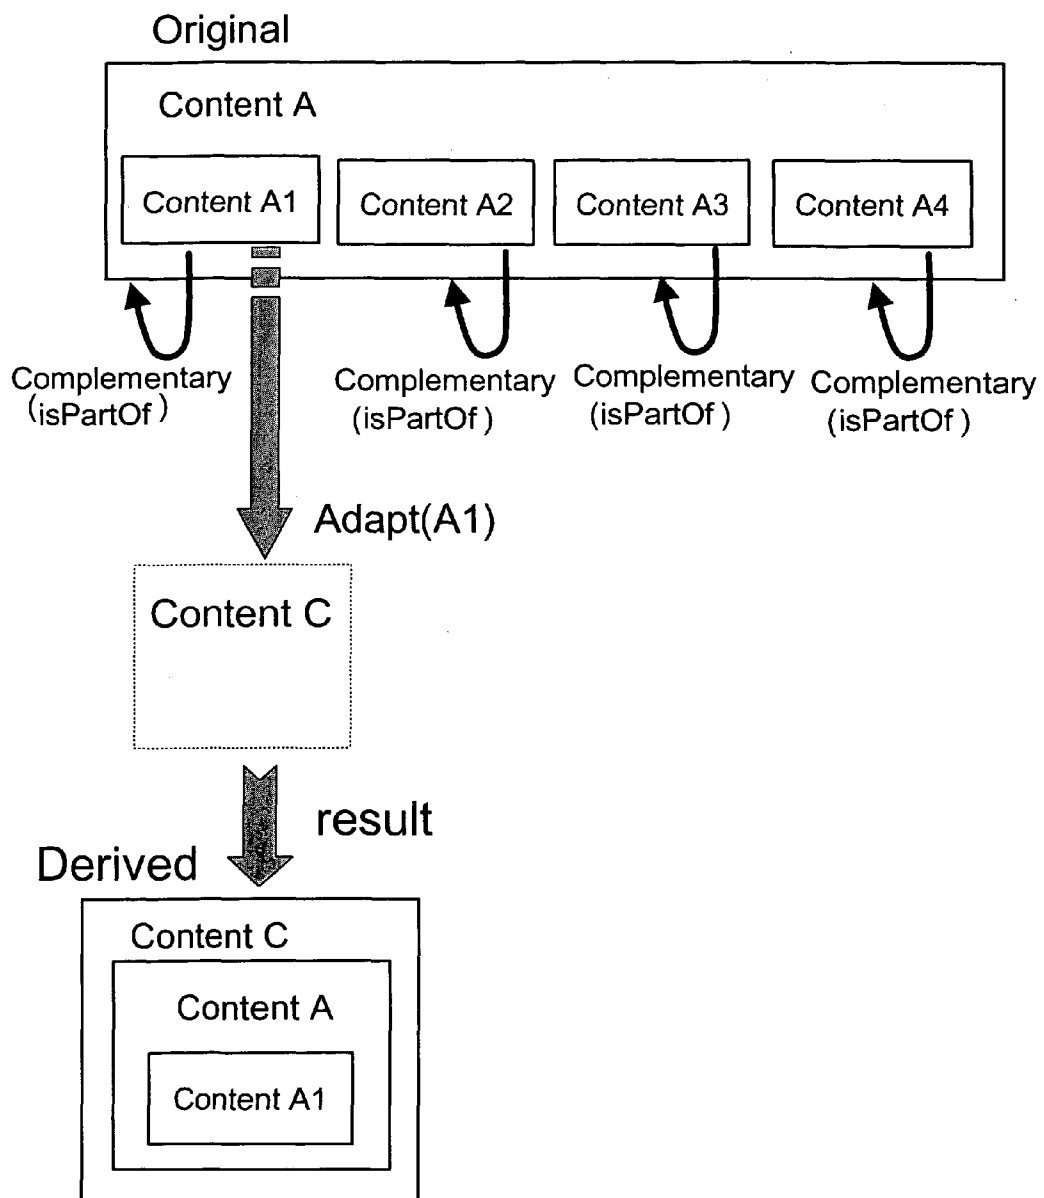 Original
Content A
Content A1
Content A2
Content A3
Content A4
Complementary
(isPartOf)
Complementary
(isPartOf)
Complementary
(isPartOf)
Complementary
(isPartOf)
Adapt(A1)
Content C
result
Derived
Content C
Content A
Content A1